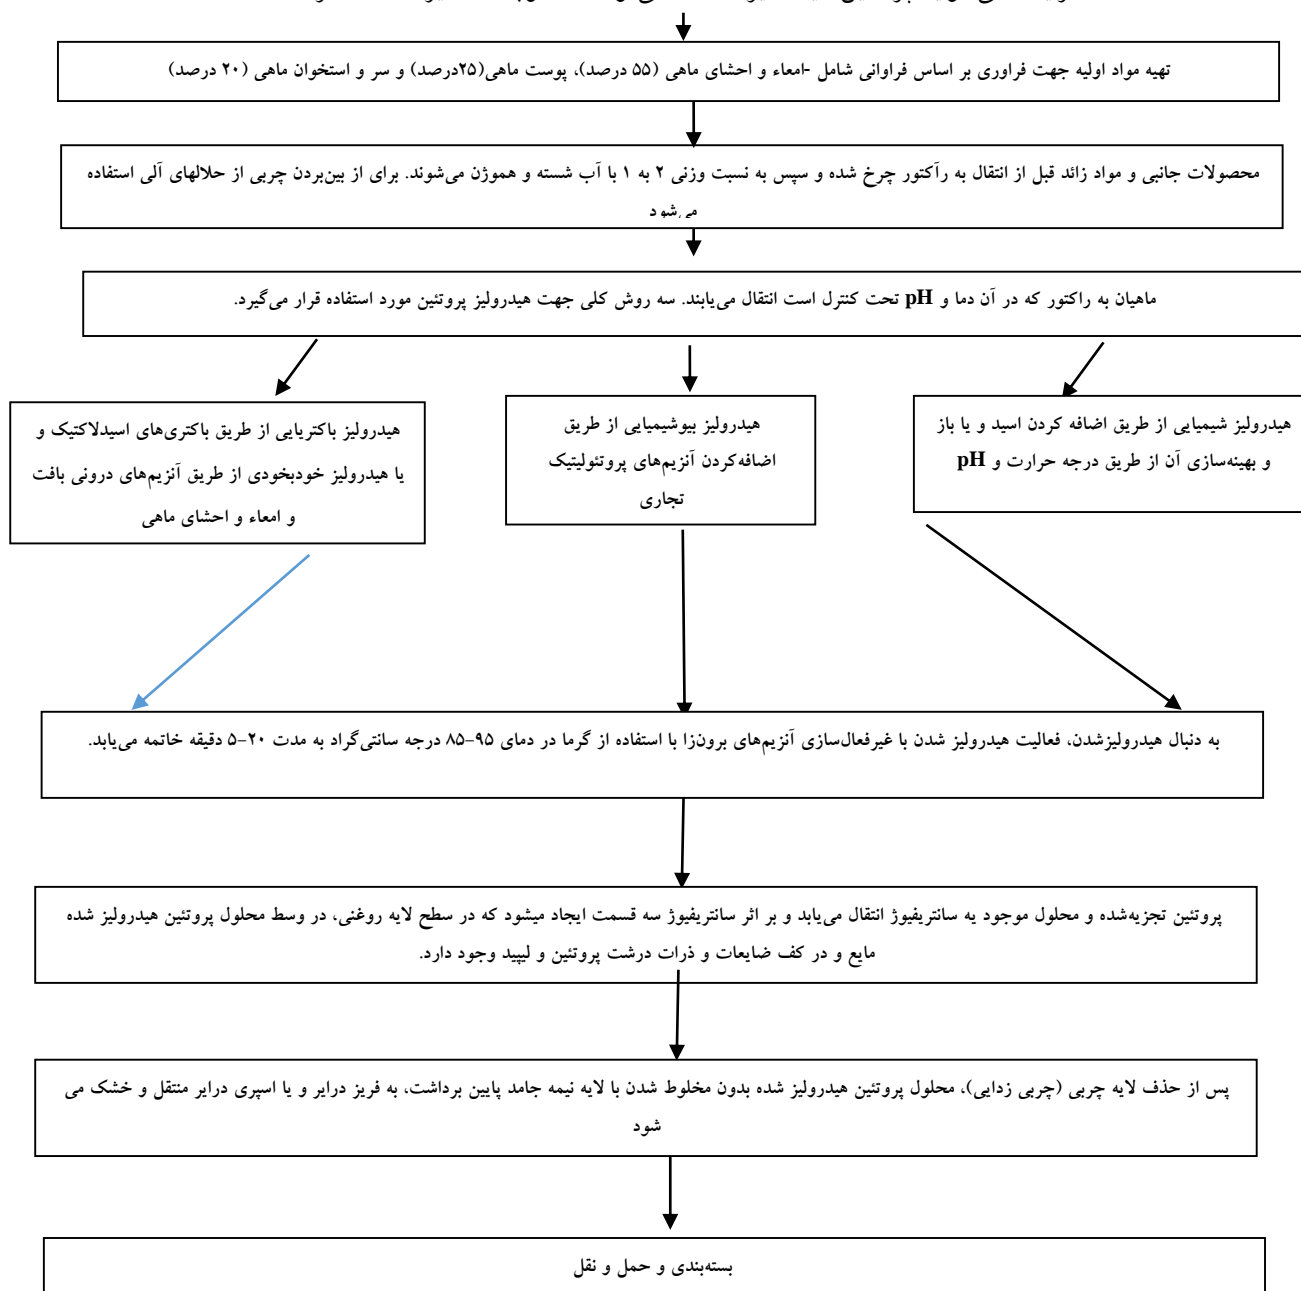 تهیه مواد اولیه جهت فراوری بر اساس فراوانی شامل -امعاء و احشای ماهی (۵۵ درصد)، پوست ماهی(۲۵درصد) و سر و استخوان ماهی (۲۰ درصد)
محصولات جانبی و مواد زائد قبل از انتقال به رآکتور چرخ شده و سپس به نسبت وزنی ۲ به ۱ با آب شسته و هموژن می‌شوند. برای از بین‌بردن چربی از حلالهای آلی استفاده
می‌شود
ماهیان به راکتور که در آن دما و pH تحت کنترل است انتقال می‌یابند. سه روش کلی جهت هیدرولیز پروتئین مورد استفاده قرار می‌گیرد.
هیدرولیز شیمیایی از طریق اضافه کردن اسید و یا باز
و بهینه‌سازی آن از طریق درجه حرارت و pH
هیدرولیز بیوشیمیایی از طریق
اضافه‌کردن آنزیم‌های پروتئولیتیک
تجاری
هیدرولیز باکتریایی از طریق باکتری‌های اسیدلاکتیک و
یا هیدرولیز خودبخودی از طریق آنزیم‌های درونی بافت
و امعاء و احشای ماهی
به دنبال هیدرولیزشدن، فعالیت هیدرولیز شدن با غیرفعال‌سازی آنزیم‌های برون‌زا با استفاده از گرما در دمای ۹۵-۸۵ درجه سانتی‌گراد به مدت ۲۰-۵ دقیقه خاتمه می‌یابد.
پروتئین تجزیه‌شده و محلول موجود یه سانتریفیوژ انتقال می‌یابد و بر اثر سانتریفیوژ سه قسمت ایجاد میشود که در سطح لایه روغنی، در وسط محلول پروتئین هیدرولیز شده
مایع و در کف ضایعات و ذرات درشت پروتئین و لیپید وجود دارد.
پس از حذف لایه چربی (چربی زدایی)، محلول پروتئین هیدرولیز شده بدون مخلوط شدن با لایه نیمه جامد پایین برداشت، به فریز درایر و یا اسپری درایر منتقل و خشک می
شود
بسته‌بندی و حمل و نقل